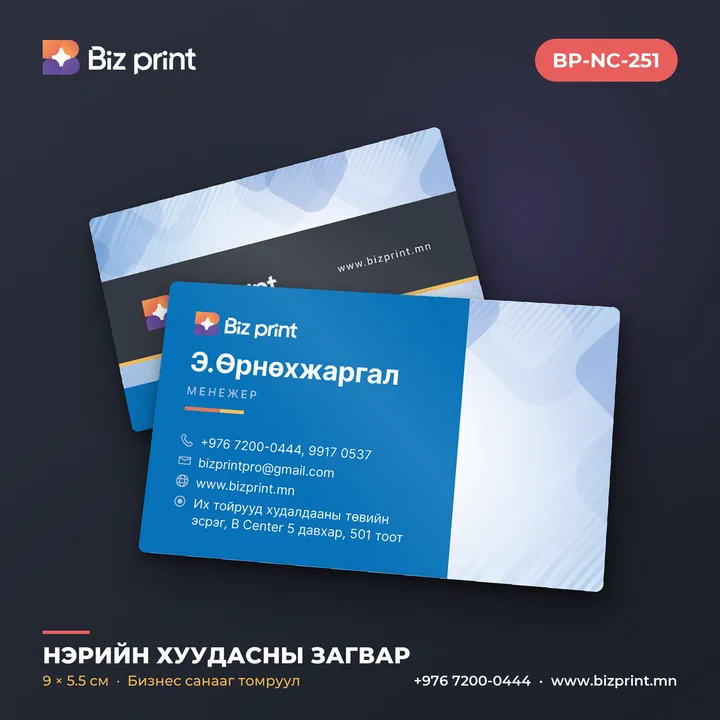 Biz print
BP-NC-251
www.bizprint.mn
Biz print
Э.Өрнөхжаргал
МЕНЕЖЕР
+976 7200-0444, 9917 0537
bizprintpro@gmail.com
www.bizprint.mn
Их тойрууд худалдааны төвийн
эсрэг, B Center 5 давхар, 501 тоот
НЭРИЙН ХУУДАСНЫ ЗАГВАР
9 × 5.5 см · Бизнес санааг томруул
+976 7200-0444 · www.bizprint.mn